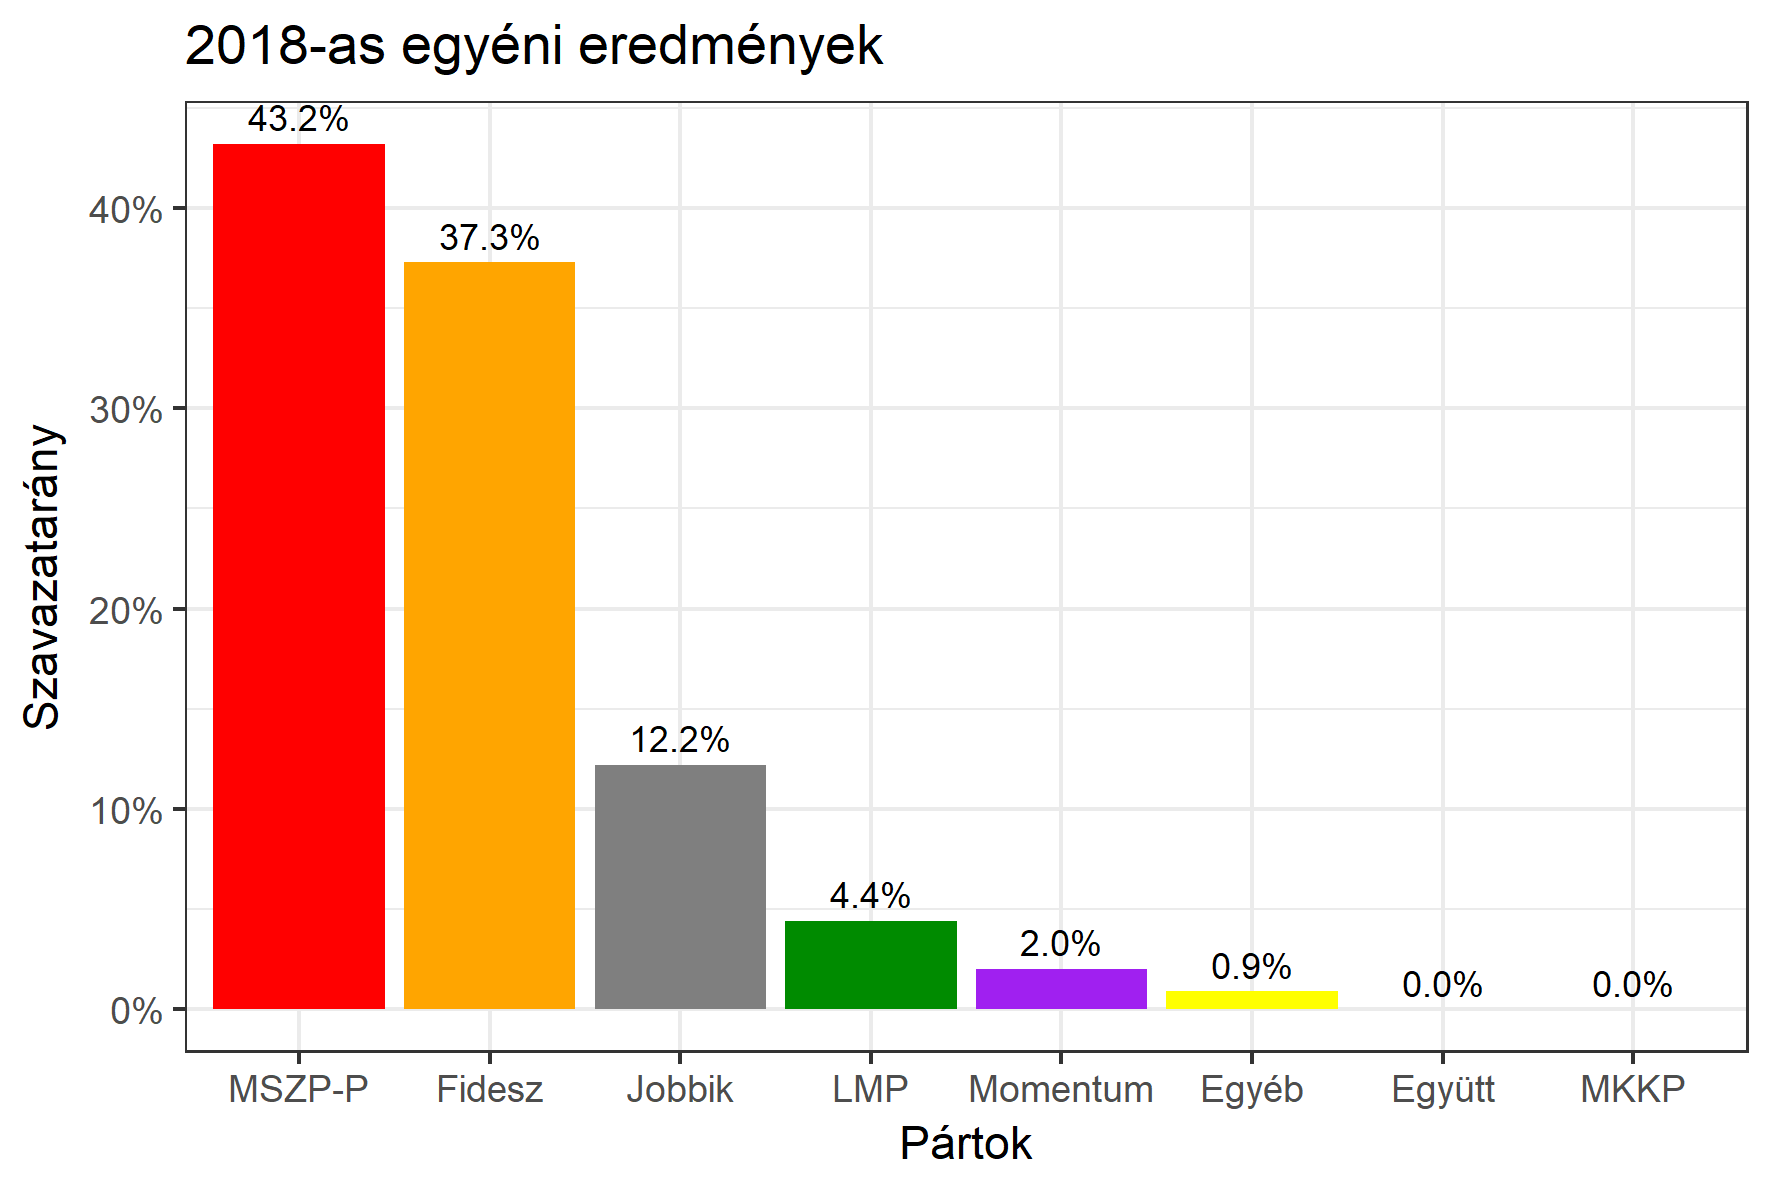 2018-as egyéni eredmények
Szavazatarány
40%
30%
20%
10%
0%
43.2%
37.3%
12.2%
4.4%
2.0%
0.9%
0.0%
0.0%
MSZP-P
Fidesz
Jobbik
LMP
Momentum
Egyéb
Együtt
MKKP
Pártok